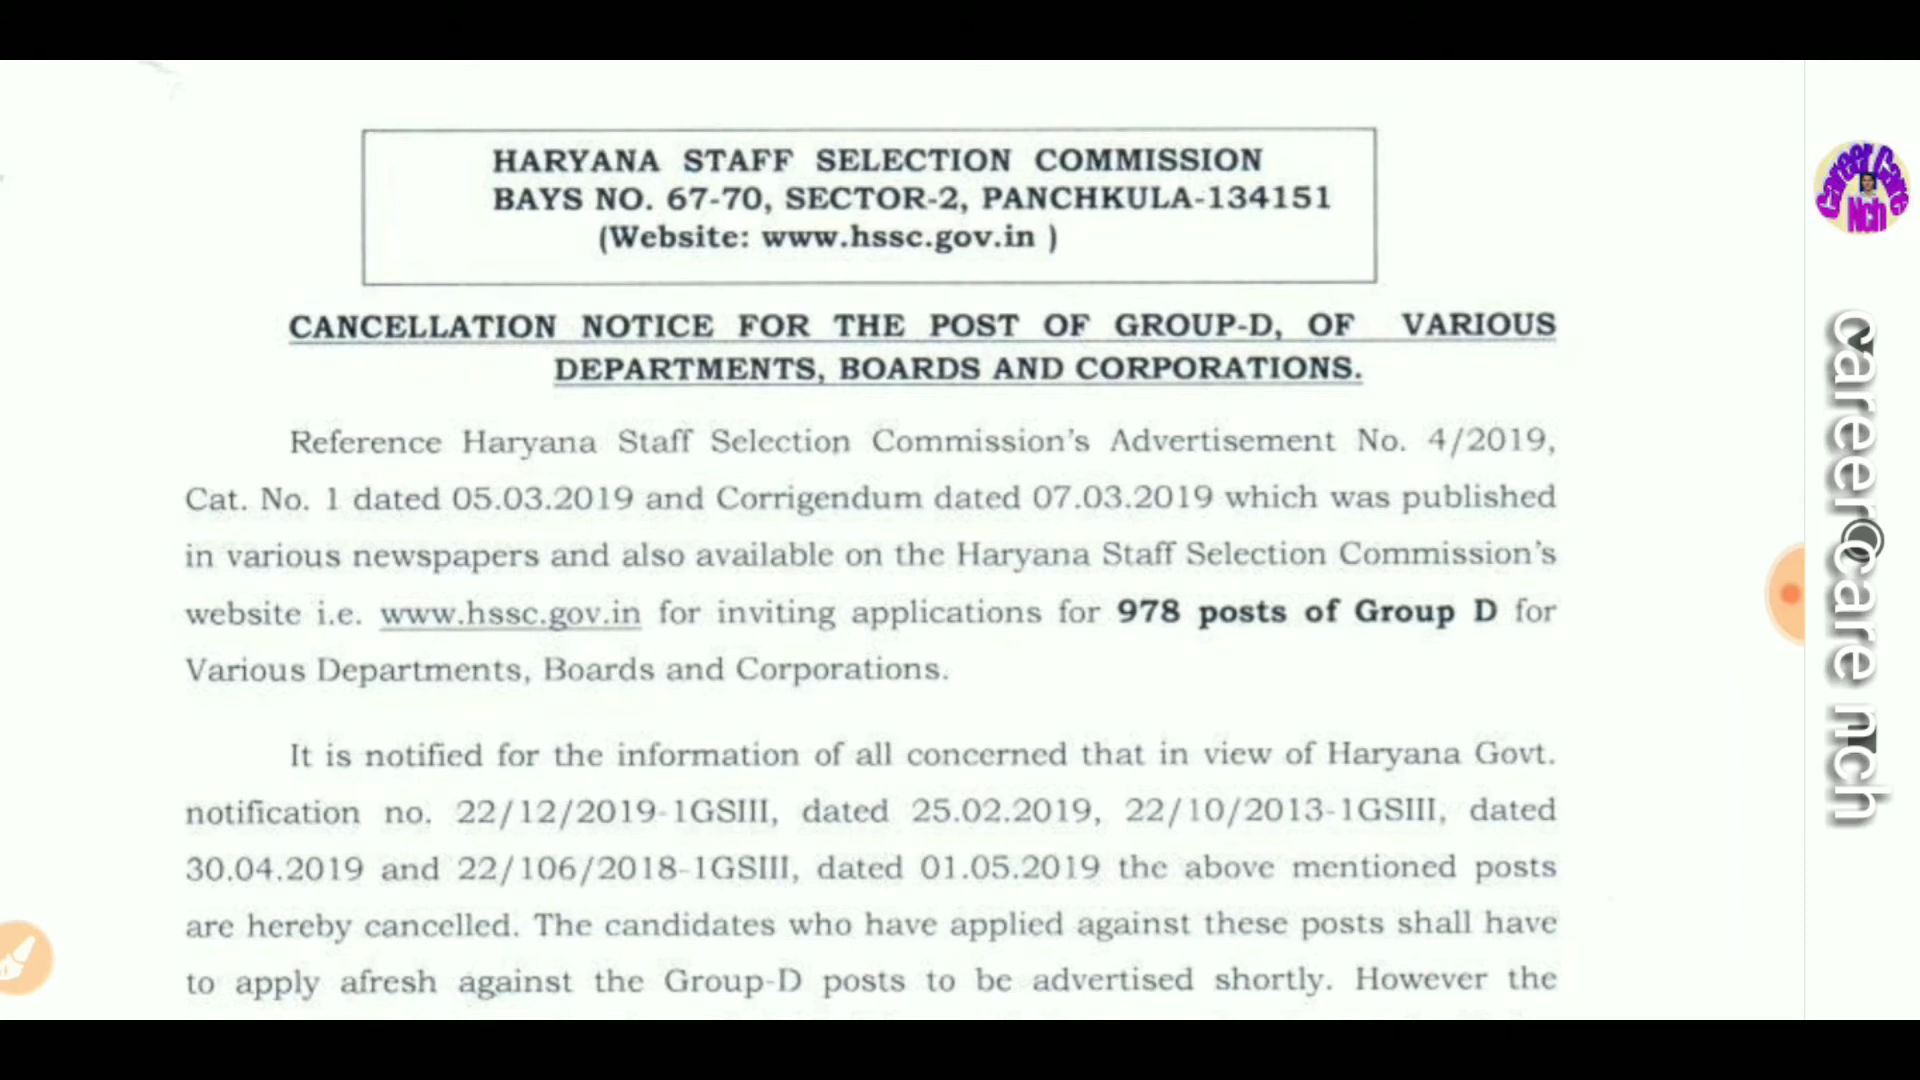 HARYANA STAFF SELECTION COMMISSION
BAYS NO. 67-70, SECTOR-2, PANCHKULA-134151
(Website: www.hssc.gov.in )
CANCELLATION NOTICE FOR THE POST OF GROUP-D, OF VARIOUS
DEPARTMENTS, BOARDS AND CORPORATIONS.
Reference Haryana Staff Selection Commission's Advertisement No. 4/2019,
Cat. No. 1 dated 05.03.2019 and Corrigendum dated 07.03.2019 which was published
in various newspapers and also available on the Haryana Staff Selection Commission's
website i.e. www.hssc.gov.in for inviting applications for 978 posts of Group D for
Various Departments, Boards and Corporations.
It is notified for the information of all concerned that in view of Haryana Govt.
notification no. 22/12/2019-1GSIII, dated 25.02.2019, 22/10/2013-1GSIII, dated
30.04.2019 and 22/106/2018-1GSIII, dated 01.05.2019 the above mentioned posts
are hereby cancelled. The candidates who have applied against these posts shall have
to apply afresh against the Group-D posts to be advertised shortly. However the
Career Care
Nch
career care nch